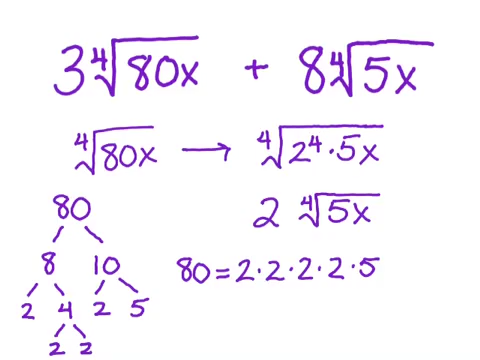 3∜80x + 8∜5x
∜80x → ∜2⁴·5x
2 ∜5x
80
8 10
80 = 2·2·2·2·5
2 4 2 5
2 2